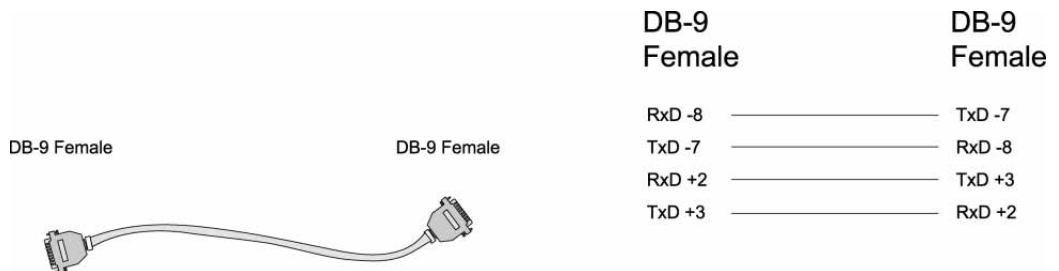 DB-9 Female
DB-9 Female
DB-9
Female
DB-9
Female
RxD -8 TxD -7
TxD -7 RxD -8
RxD +2 TxD +3
TxD +3 RxD +2